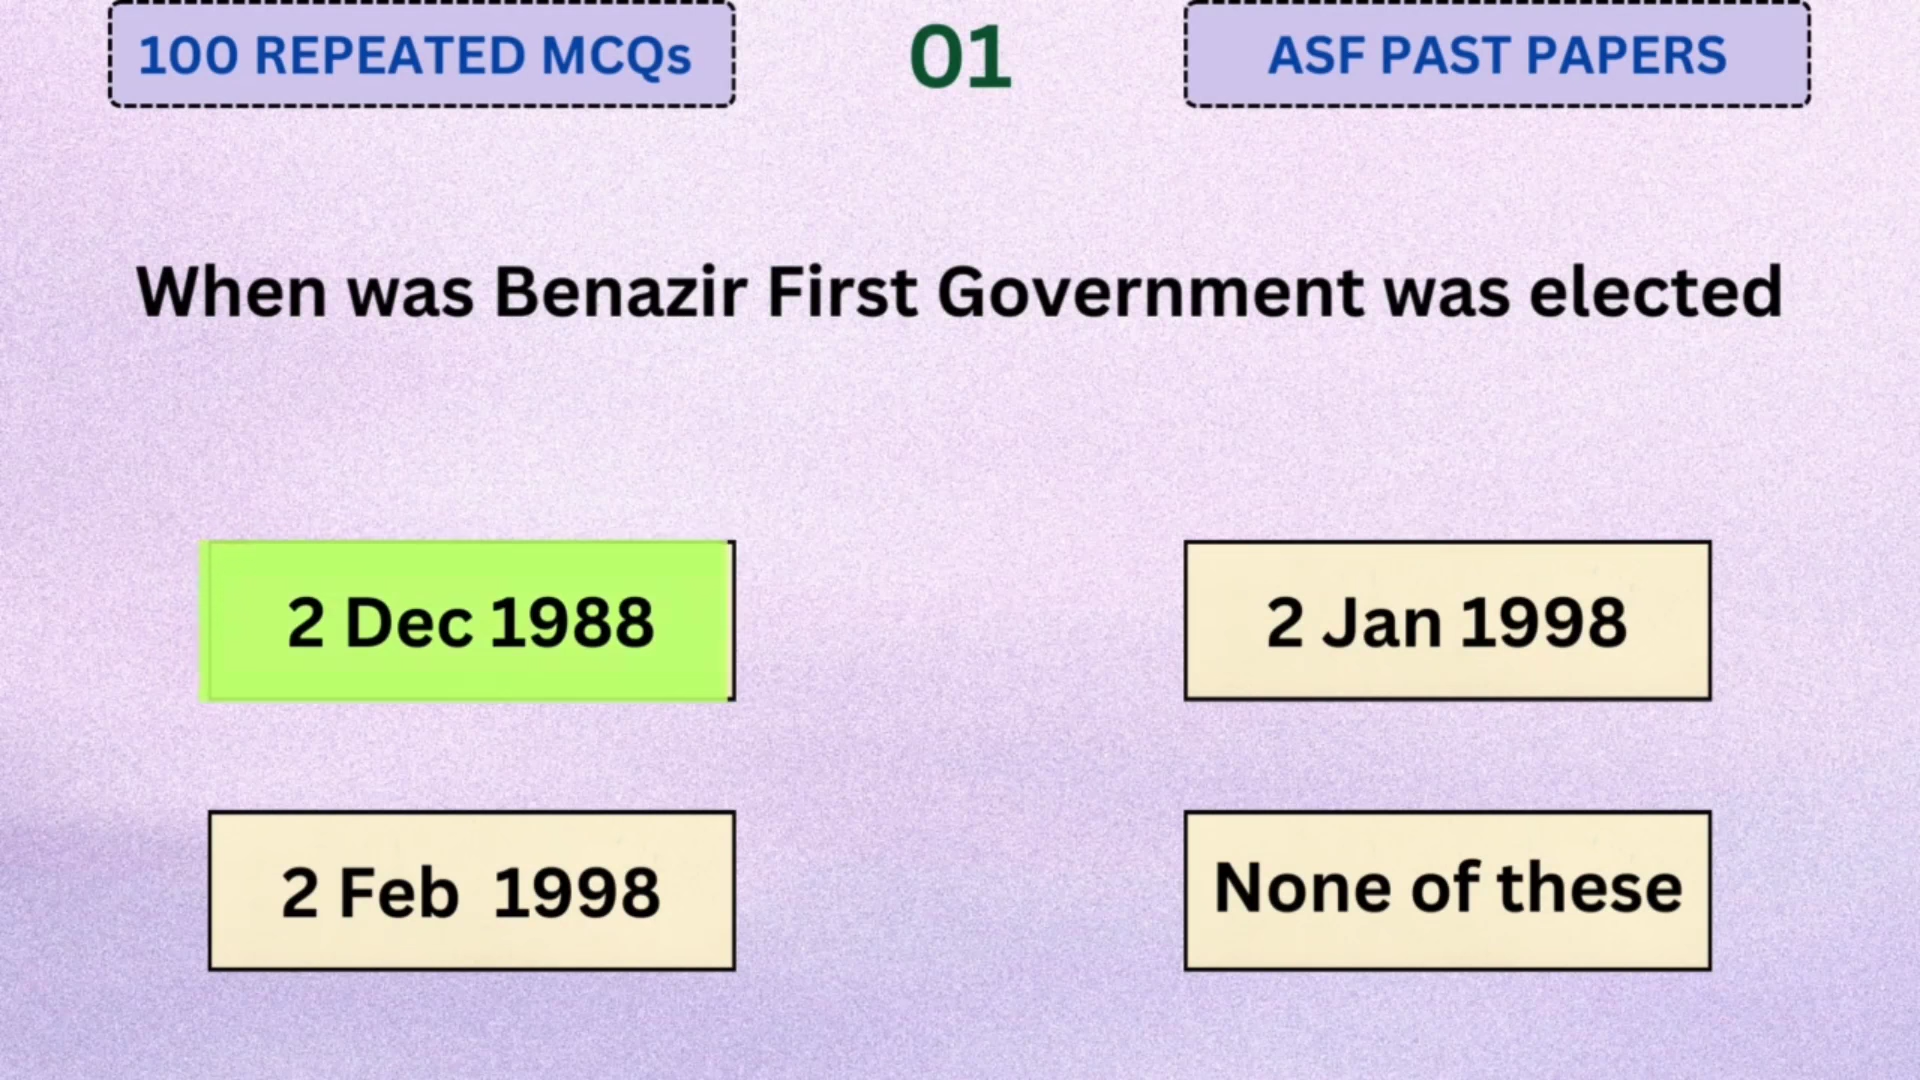 100 REPEATED MCQs
01
ASF PAST PAPERS
When was Benazir First Government was elected
2 Dec 1988
2 Jan 1998
2 Feb 1998
None of these